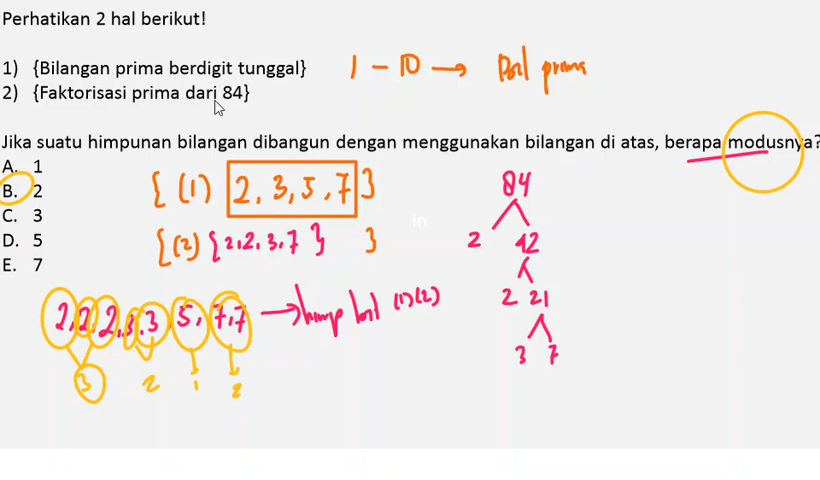 Perhatikan 2 hal berikut!
1) {Bilangan prima berdigit tunggal}
1 - 10 → Bil prima
2) {Faktorisasi prima dari 84}
Jika suatu himpunan bilangan dibangun dengan menggunakan bilangan di atas, berapa modusnya?
A. 1
B. 2
C. 3
D. 5
E. 7
{ (1) 2, 3, 5, 7 }
{ (2) { 2, 2, 3, 7 } }
84
2 42
2 21
3 7
2, 2, 2, 3, 3, 5, 7, 7 → himp bil (1) (2)
3 2 1 2
in